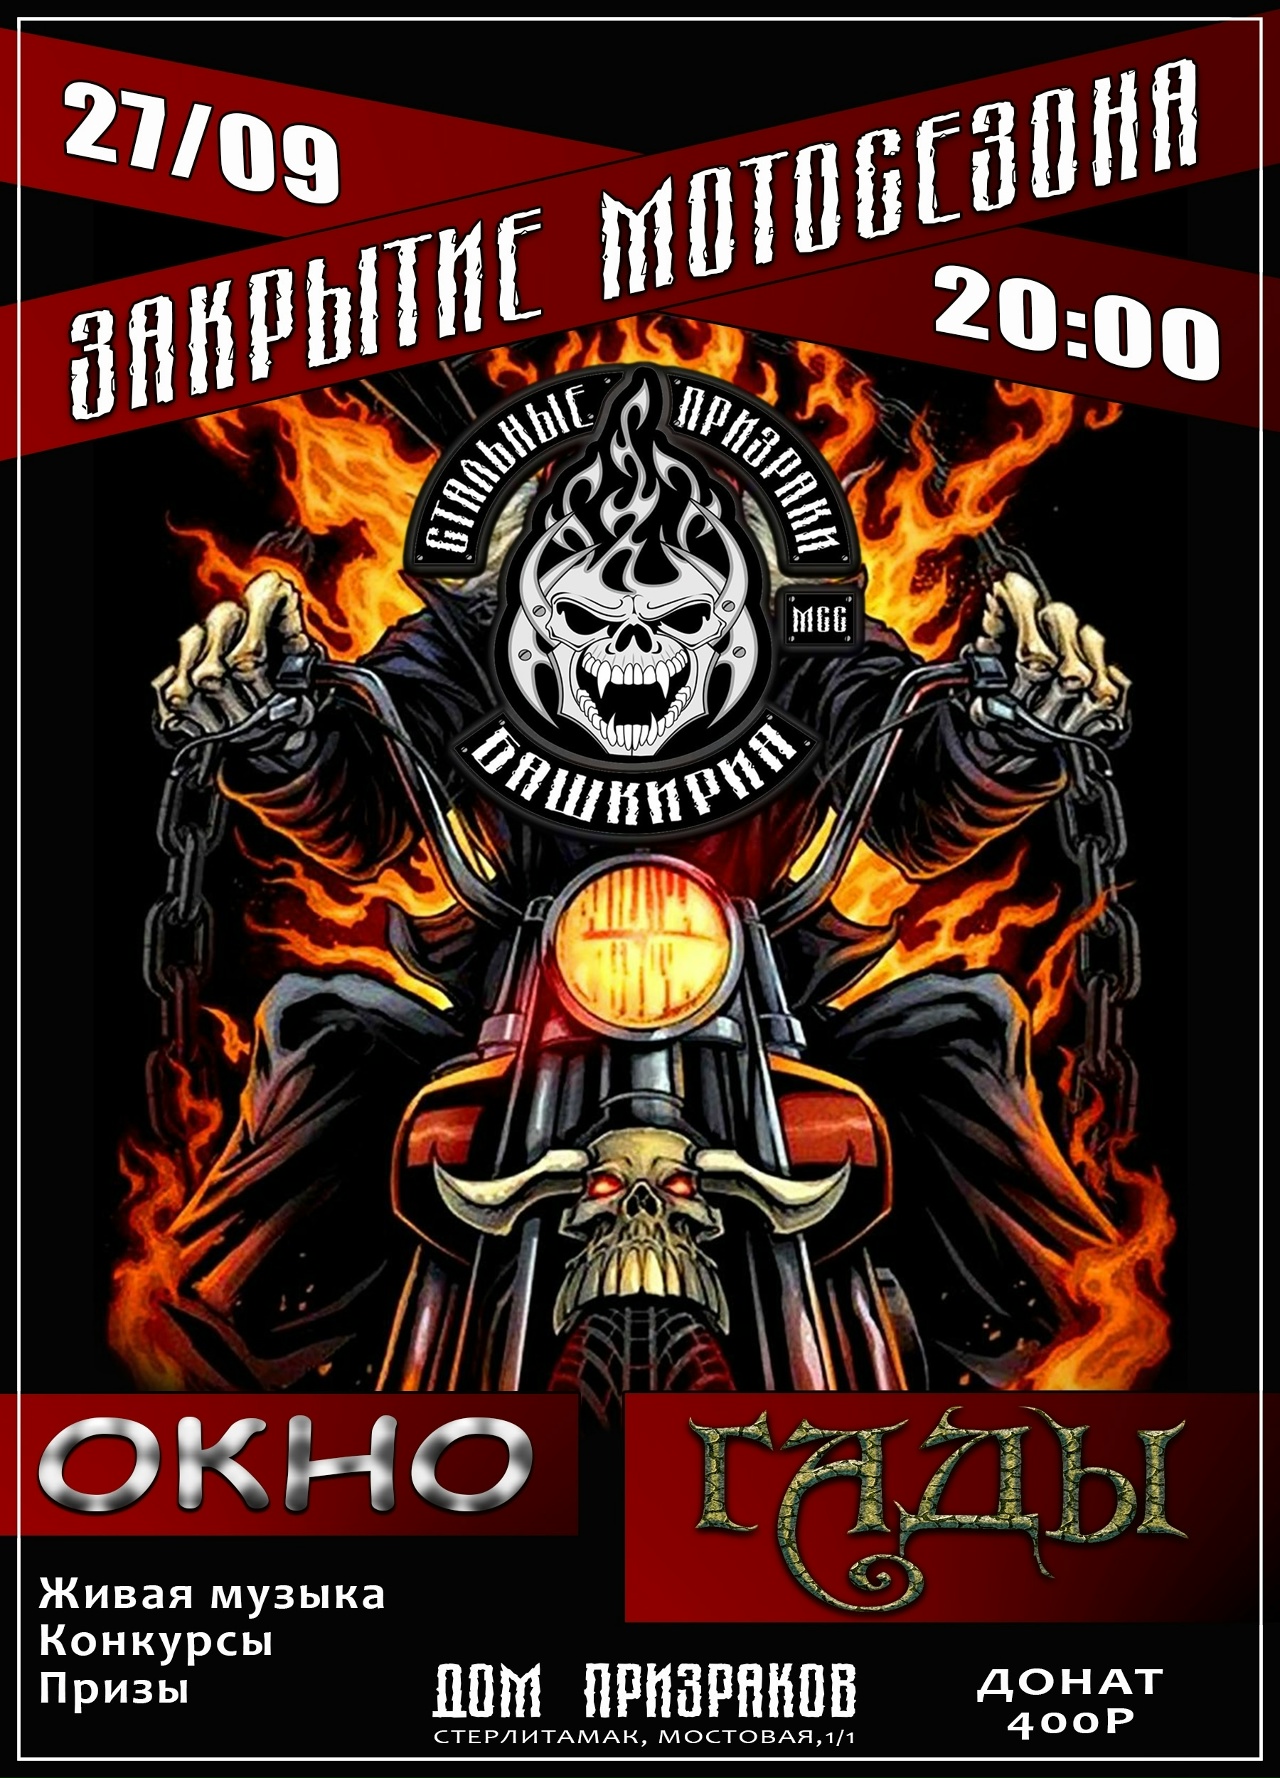 27/09
ЗАКРЫТИЕ МОТОСЕЗОНА
20:00
СТАЛЬНЫЕ ПРИЗРАКИ
MCC
БАШКИРИЯ
ОКНО
ГАДЫ
Живая музыка
Конкурсы
Призы
ДОМ ПРИЗРАКОВ
СТЕРЛИТАМАК, МОСТОВАЯ,1/1
ДОНАТ
400Р